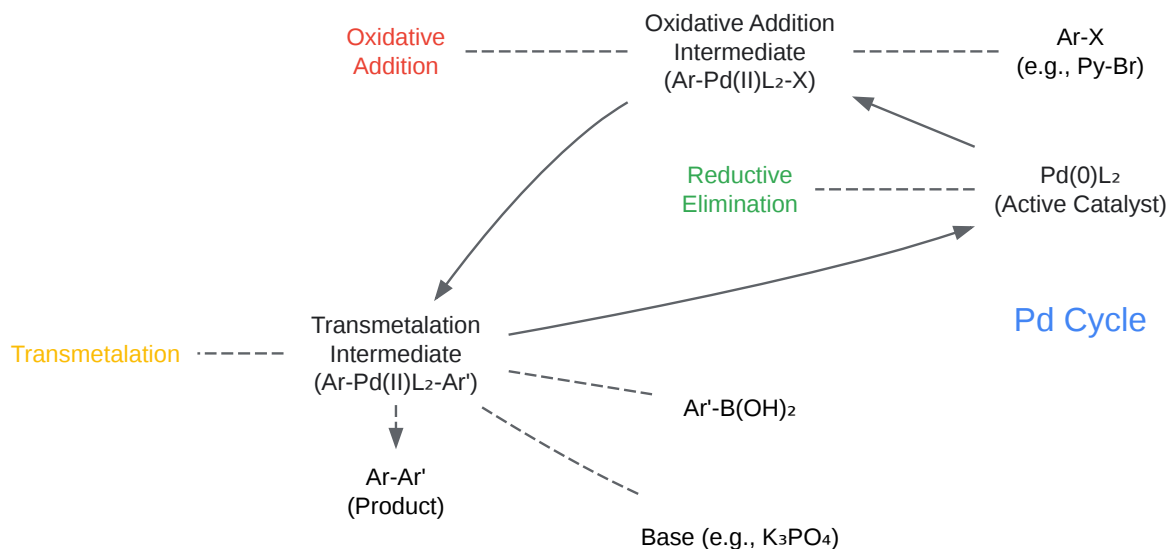 Oxidative
Addition
Oxidative Addition
Intermediate
(Ar-Pd(II)L₂-X)
Ar-X
(e.g., Py-Br)
Reductive
Elimination
Pd(0)L₂
(Active Catalyst)
Pd Cycle
Transmetalation
Transmetalation
Intermediate
(Ar-Pd(II)L₂-Ar')
Ar'-B(OH)₂
Ar-Ar'
(Product)
Base (e.g., K₃PO₄)